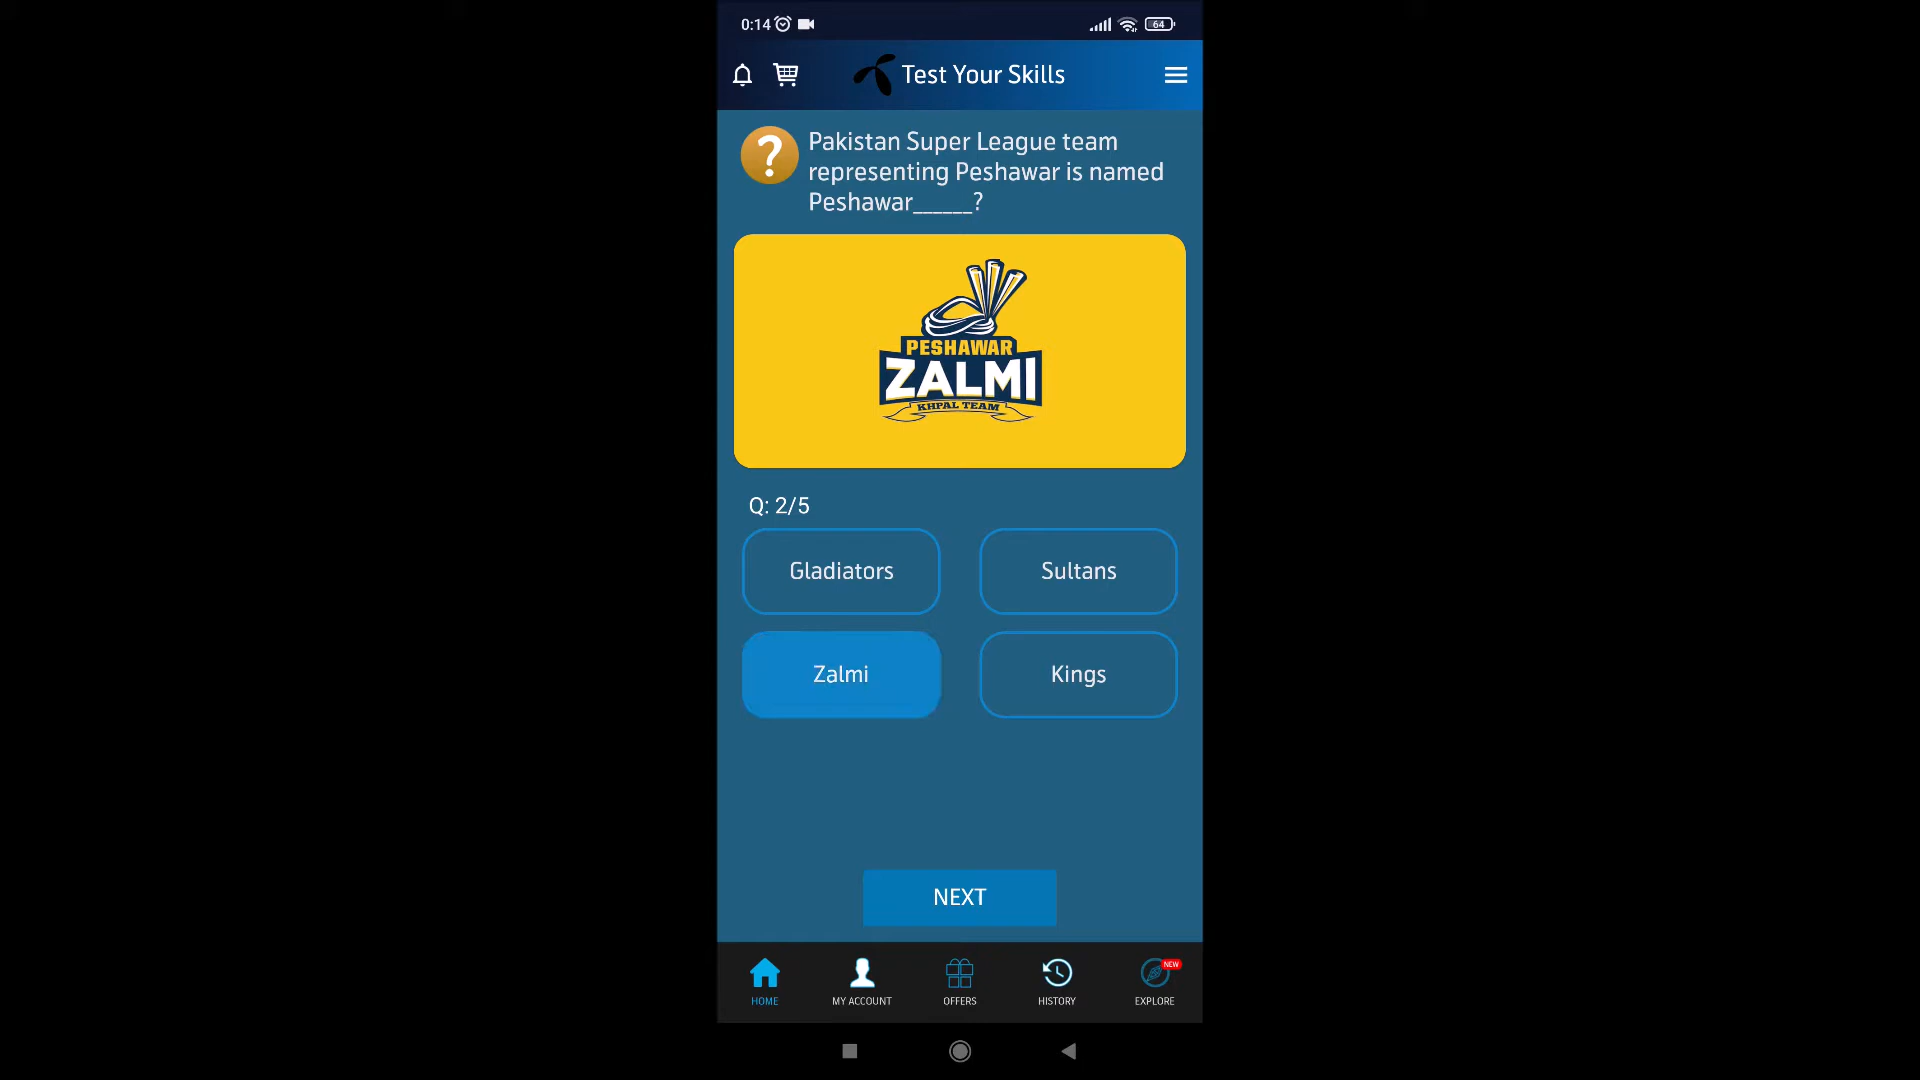 0:14
64
Test Your Skills
Pakistan Super League team
representing Peshawar is named
Peshawar______?
PESHAWAR
ZALMI
KHPAL TEAM
Q: 2/5
Gladiators
Sultans
Zalmi
Kings
NEXT
NEW
HOME
MY ACCOUNT
OFFERS
HISTORY
EXPLORE